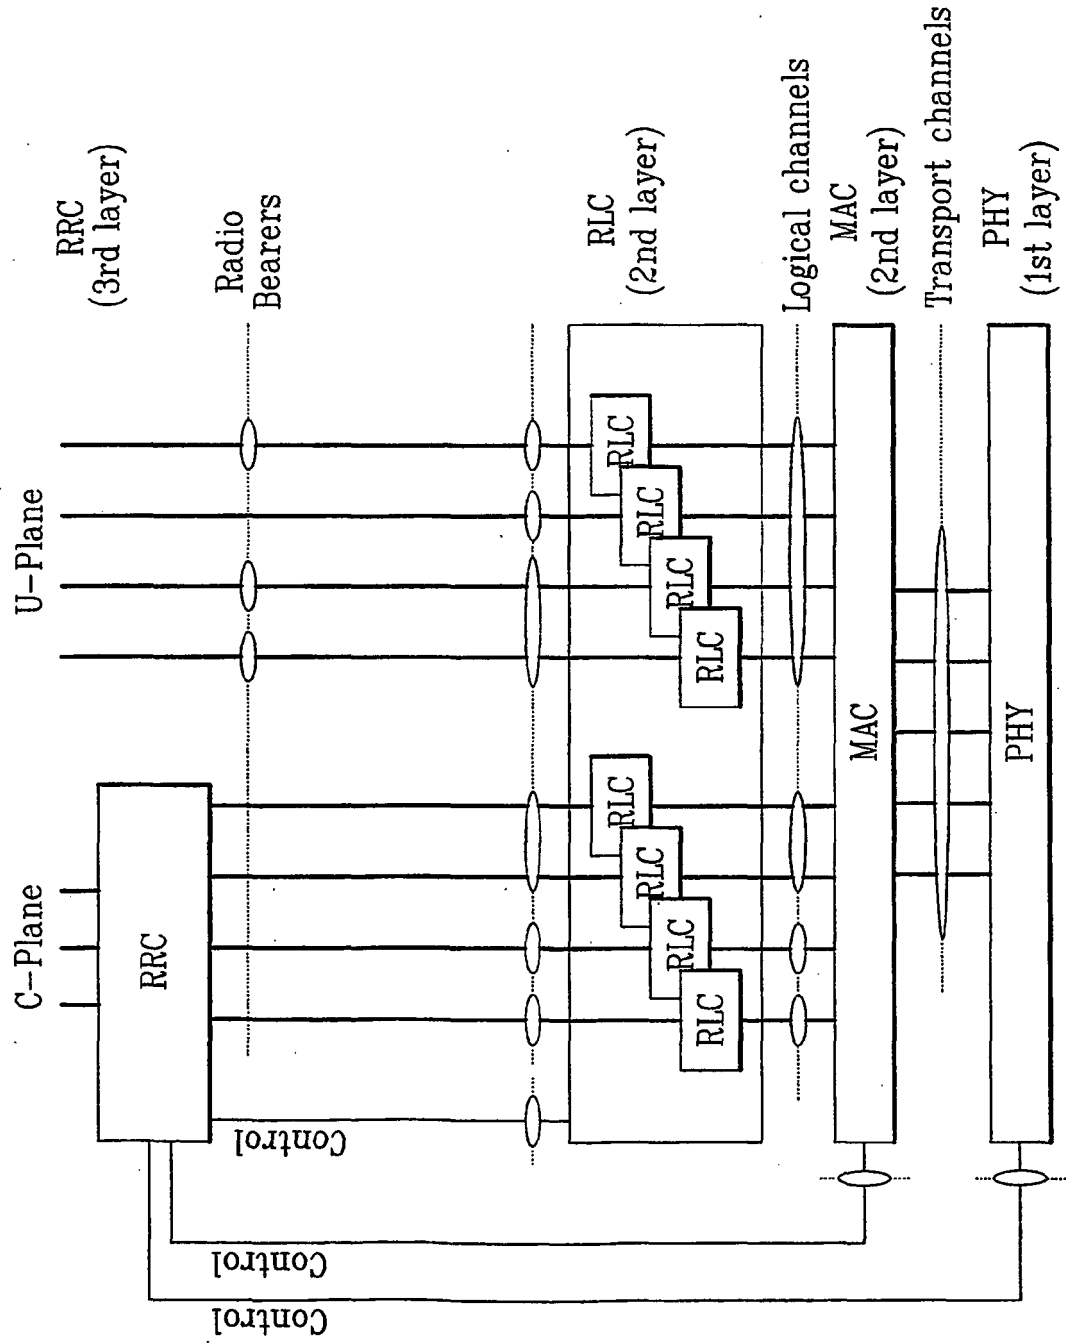 C-Plane
U-Plane
RRC
(3rd layer)
RRC
Radio
Bearers
Control
Control
Control
RLC
RLC
RLC
RLC
RLC
RLC
RLC
RLC
RLC
(2nd layer)
Logical channels
MAC
MAC
(2nd layer)
Transport channels
PHY
PHY
(1st layer)